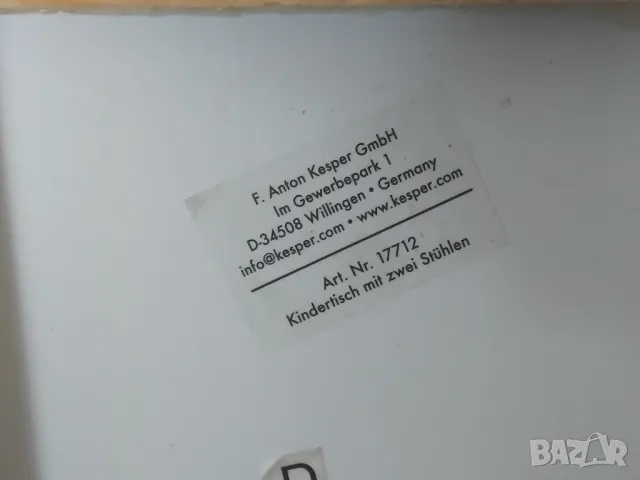 F. Anton Kesper GmbH
Im Gewerbepark 1
D-34508 Willingen • Germany
info@kesper.com • www.kesper.com
Art. Nr. 17712
Kindertisch mit zwei Stühlen
D
BAZAR